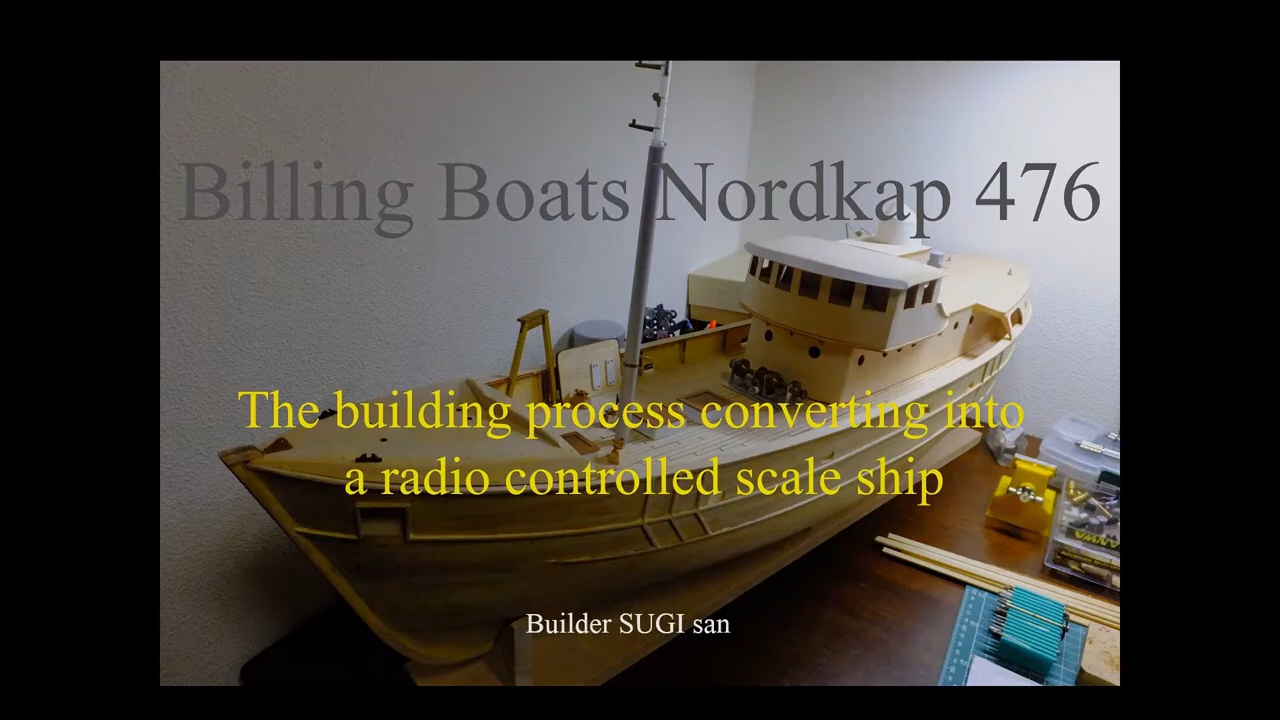 Billing Boats Nordkap 476
The building process converting into
a radio controlled scale ship
Builder SUGI san